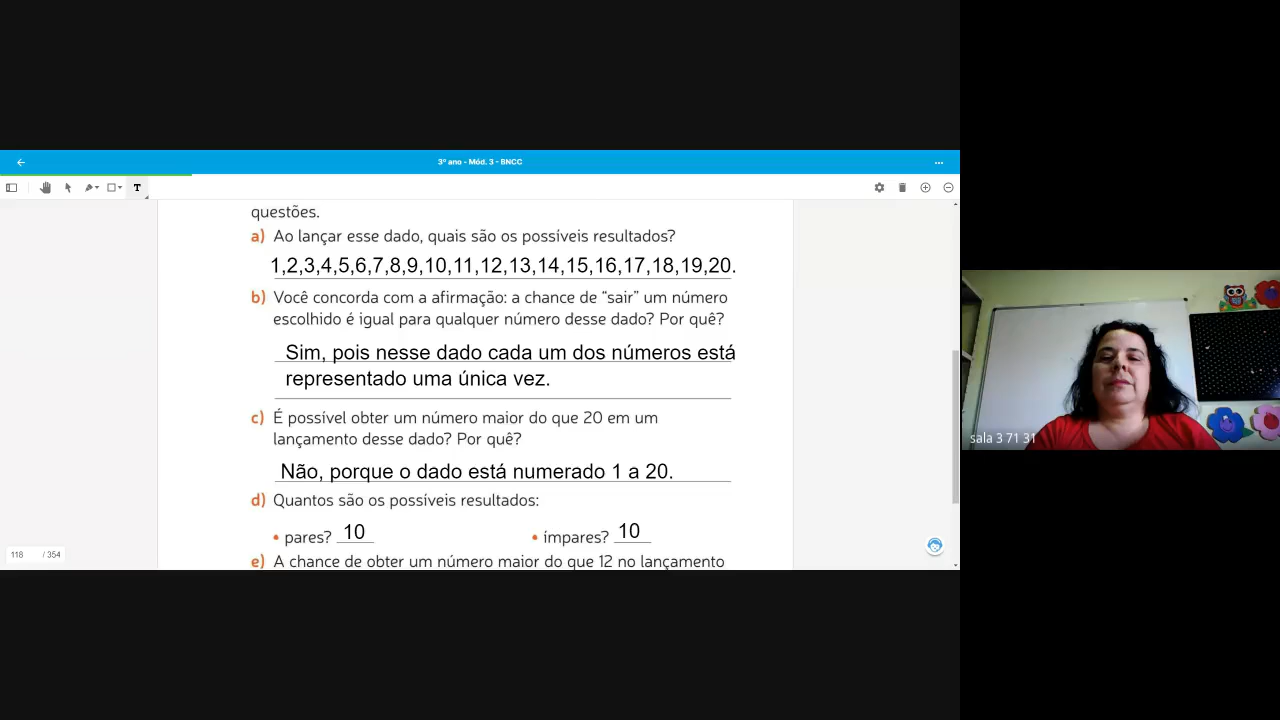 3º ano - Mód. 3 - BNCC
T
questões.
a) Ao lançar esse dado, quais são os possíveis resultados?
1,2,3,4,5,6,7,8,9,10,11,12,13,14,15,16,17,18,19,20.
b) Você concorda com a afirmação: a chance de “sair” um número
escolhido é igual para qualquer número desse dado? Por quê?
Sim, pois nesse dado cada um dos números está
representado uma única vez.
c) É possível obter um número maior do que 20 em um
lançamento desse dado? Por quê?
Não, porque o dado está numerado 1 a 20.
d) Quantos são os possíveis resultados:
• pares? 10 • ímpares? 10
e) A chance de obter um número maior do que 12 no lançamento
118 / 354
sala 3 71 31